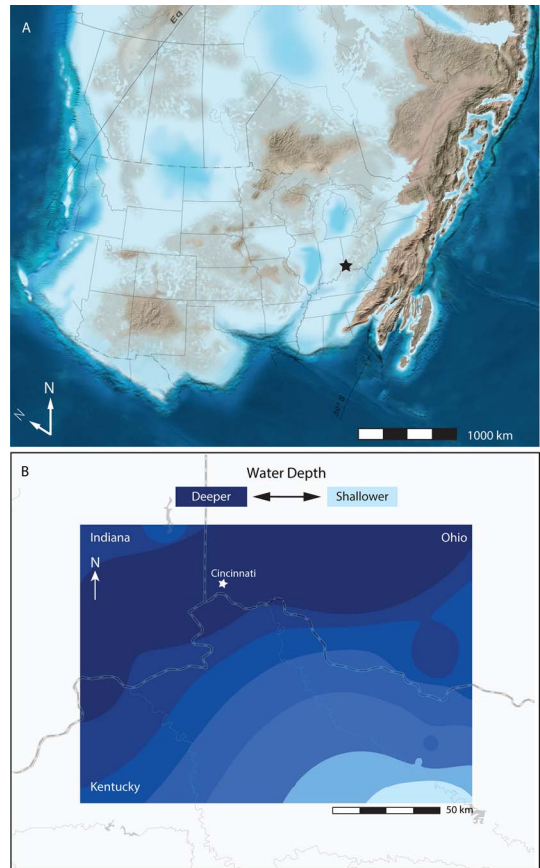 A
Eq
N
N
1000 km
B
Water Depth
Deeper
Shallower
Indiana
Ohio
N
Cincinnati
Kentucky
50 km